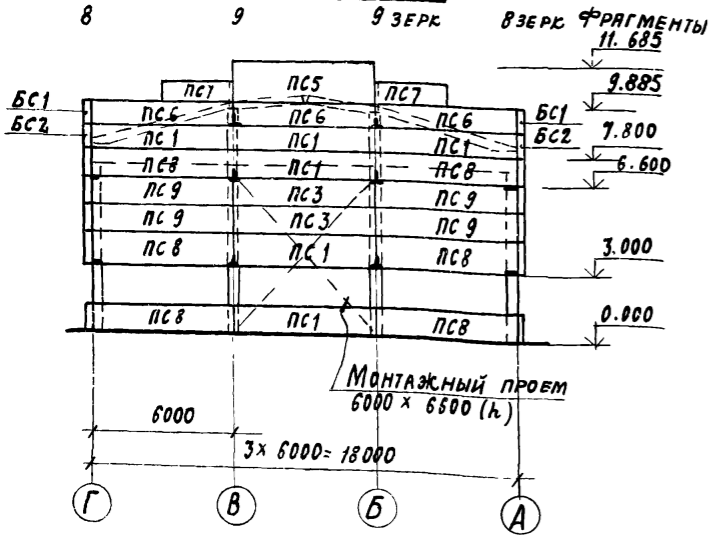 8 9 9 ЗЕРК 8 ЗЕРК ФРАГМЕНТЫ
11.685
ПС7 ПС5 ПС7
9.885
БС1 ПС6 ПС6 ПС6 БС1
БС2 ПС1 ПС1 ПС1 БС2
7.800
ПС8 ПС1 ПС8
6.600
ПС9 ПС3 ПС9
ПС9 ПС3 ПС9
ПС8 ПС1 ПС8
3.000
ПС8 ПС1 ПС8
0.000
МОНТАЖНЫЙ ПРОЕМ
6000 х 6500 (h)
6000
3 х 6000 = 18000
Г В Б А